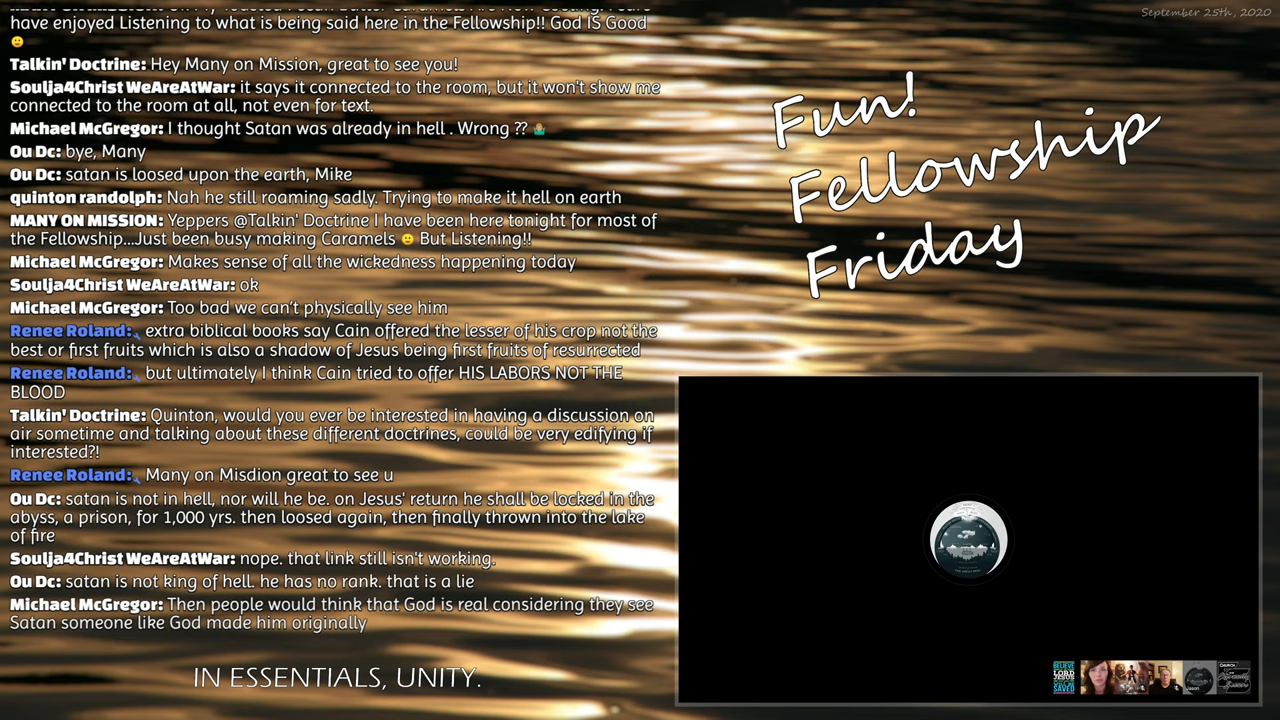 have enjoyed Listening to what is being said here in the Fellowship!! God IS Good
🙂
Talkin' Doctrine: Hey Many on Mission, great to see you!
Soulja4Christ WeAreAtWar: it says it connected to the room, but it won't show me
connected to the room at all, not even for text.
Michael McGregor: I thought Satan was already in hell . Wrong ?? 🤷🏼‍♂️
Ou Dc: bye, Many
Ou Dc: satan is loosed upon the earth, Mike
quinton randolph: Nah he still roaming sadly. Trying to make it hell on earth
MANY ON MISSION: Yeppers @Talkin' Doctrine I have been here tonight for most of
the Fellowship...Just been busy making Caramels 🙂 But Listening!!
Michael McGregor: Makes sense of all the wickedness happening today
Soulja4Christ WeAreAtWar: ok
Michael McGregor: Too bad we can't physically see him
Renee Roland: extra biblical books say Cain offered the lesser of his crop not the
best or first fruits which is also a shadow of Jesus being first fruits of resurrected
Renee Roland: but ultimately I think Cain tried to offer HIS LABORS NOT THE
BLOOD
Talkin' Doctrine: Quinton, would you ever be interested in having a discussion on
air sometime and talking about these different doctrines, could be very edifying if
interested?!
Renee Roland: Many on Misdion great to see u
Ou Dc: satan is not in hell, nor will he be. on Jesus' return he shall be locked in the
abyss, a prison, for 1,000 yrs. then loosed again, then finally thrown into the lake
of fire
Soulja4Christ WeAreAtWar: nope. that link still isn't working.
Ou Dc: satan is not king of hell. he has no rank. that is a lie
Michael McGregor: Then people would think that God is real considering they see
Satan someone like God made him originally
IN ESSENTIALS, UNITY.
September 25th, 2020
Fun!
Fellowship
Friday
BELIEVE
LORD
JESUS
SAVED
Jason
CHURCH